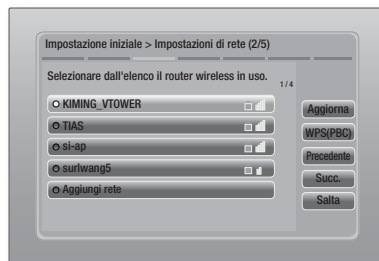 Impostazione iniziale > Impostazioni di rete (2/5)
Selezionare dall'elenco il router wireless in uso.
1/4
KIMING_VTOWER
TIAS
si-ap
surlwang5
Aggiungi rete
Aggiorna
WPS(PBC)
Precedente
Succ.
Salta